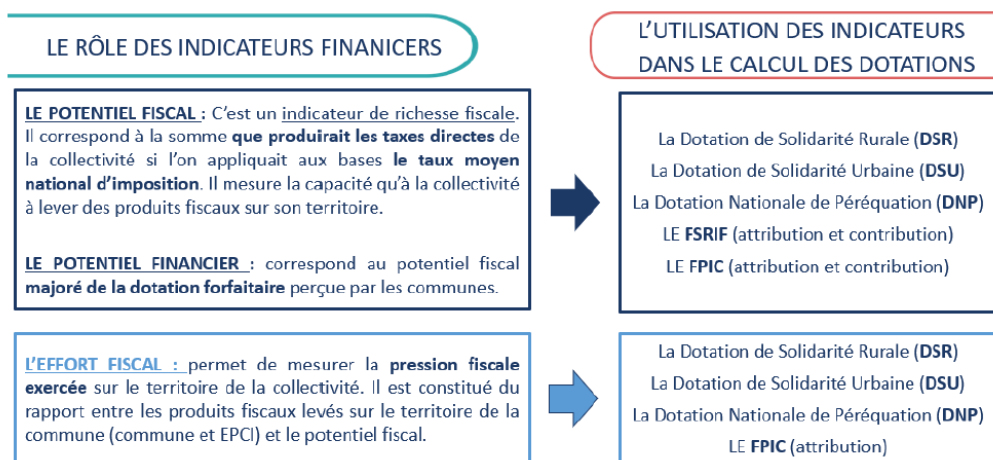 LE RÔLE DES INDICATEURS FINANICERS
L'UTILISATION DES INDICATEURS
DANS LE CALCUL DES DOTATIONS
LE POTENTIEL FISCAL : C'est un indicateur de richesse fiscale.
Il correspond à la somme que produirait les taxes directes de
la collectivité si l'on appliquait aux bases le taux moyen
national d'imposition. Il mesure la capacité qu'à la collectivité
à lever des produits fiscaux sur son territoire.
LE POTENTIEL FINANCIER : correspond au potentiel fiscal
majoré de la dotation forfaitaire perçue par les communes.
La Dotation de Solidarité Rurale (DSR)
La Dotation de Solidarité Urbaine (DSU)
La Dotation Nationale de Péréquation (DNP)
LE FSRIF (attribution et contribution)
LE FPIC (attribution et contribution)
L'EFFORT FISCAL : permet de mesurer la pression fiscale
exercée sur le territoire de la collectivité. Il est constitué du
rapport entre les produits fiscaux levés sur le territoire de la
commune (commune et EPCI) et le potentiel fiscal.
La Dotation de Solidarité Rurale (DSR)
La Dotation de Solidarité Urbaine (DSU)
La Dotation Nationale de Péréquation (DNP)
LE FPIC (attribution)